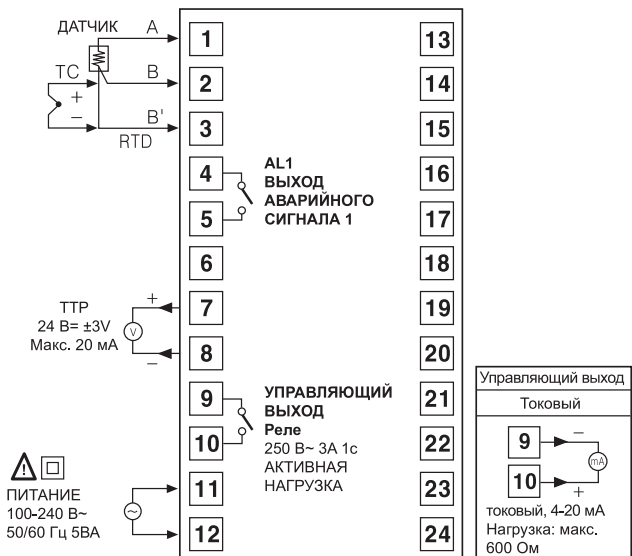 ДАТЧИК
A
B
B'
TC
+
−
RTD
1
2
3
4
5
6
7
8
9
10
11
12
13
14
15
16
17
18
19
20
21
22
23
24
AL1
ВЫХОД
АВАРИЙНОГО
СИГНАЛА 1
ТТР
24 В= ±3V
Макс. 20 мА
+
V
−
УПРАВЛЯЮЩИЙ
ВЫХОД
Реле
250 В~ 3А 1с
АКТИВНАЯ
НАГРУЗКА
ПИТАНИЕ
100-240 В~
50/60 Гц 5ВА
~
Управляющий выход
Токовый
9
−
mA
10
+
токовый, 4-20 мА
Нагрузка: макс.
600 Ом